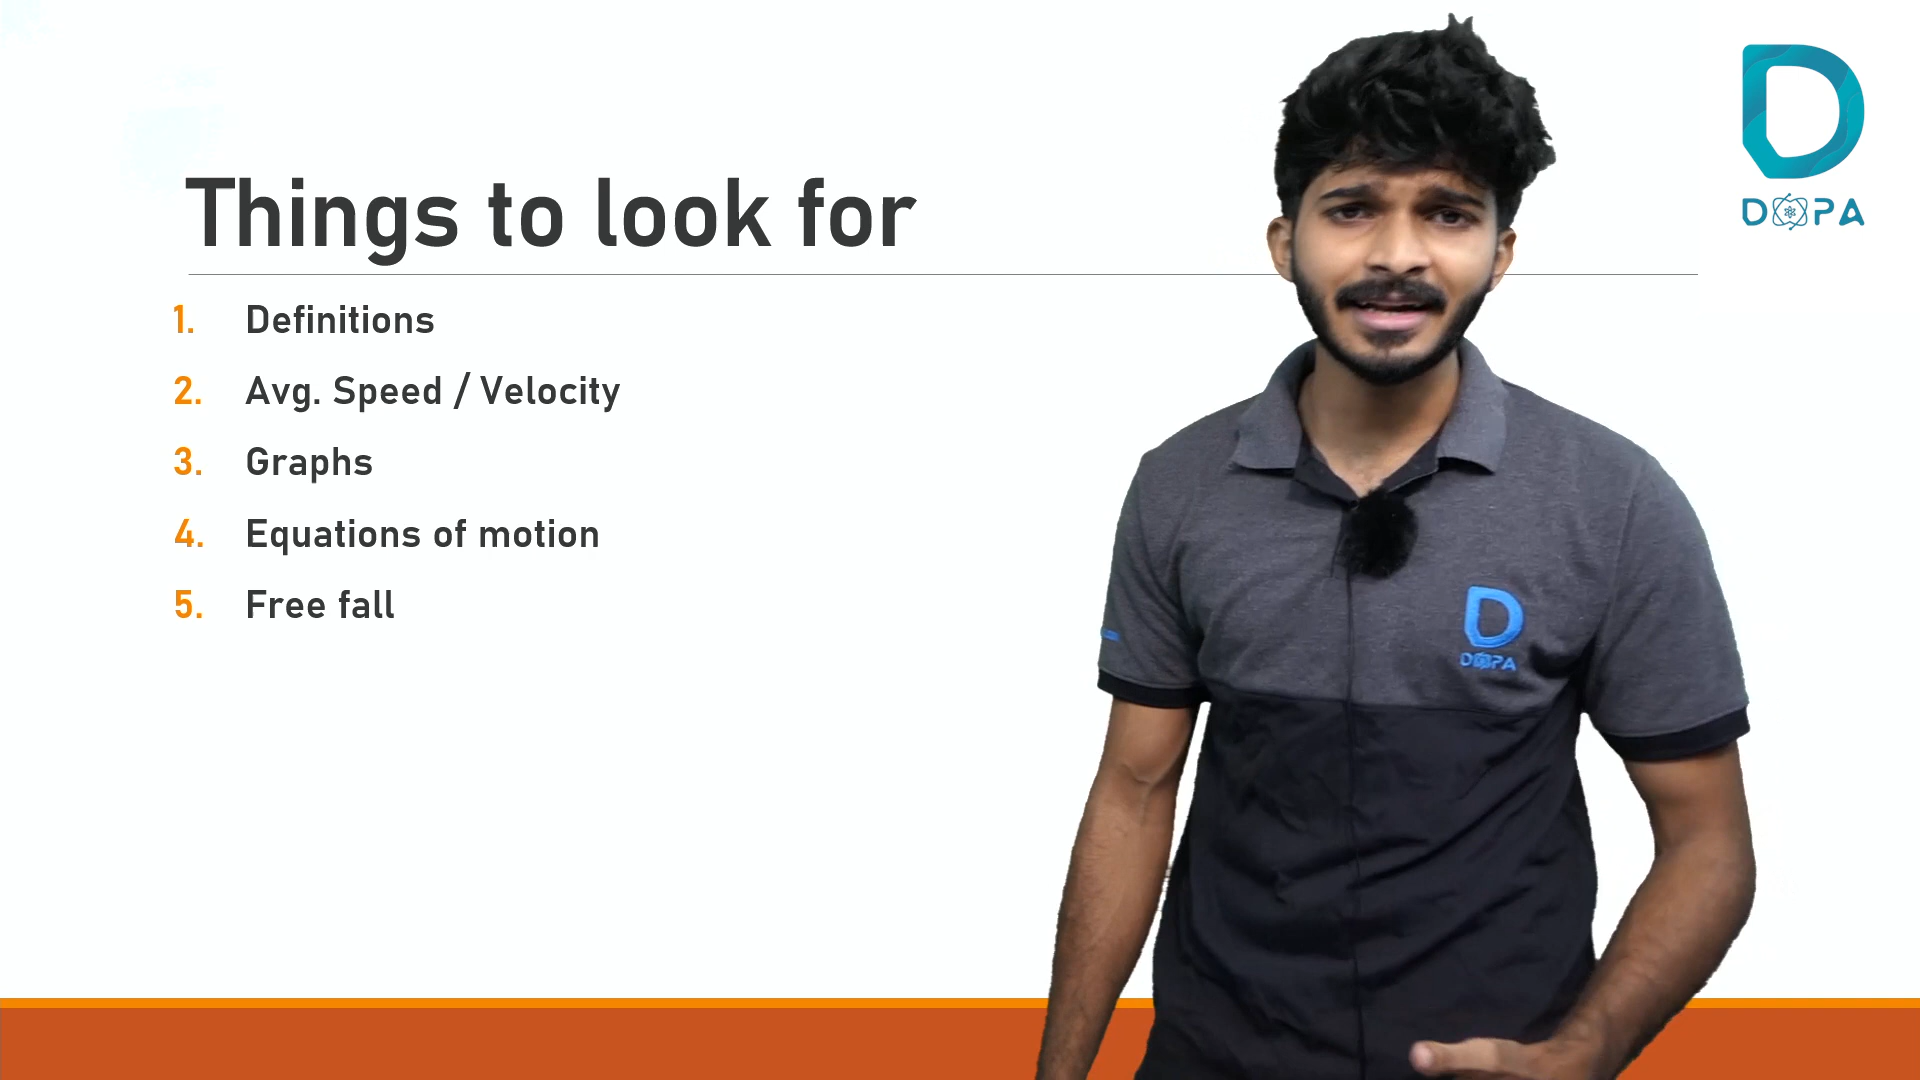 Things to look for
1. Definitions
2. Avg. Speed / Velocity
3. Graphs
4. Equations of motion
5. Free fall
D
DOPA
D
DOPA